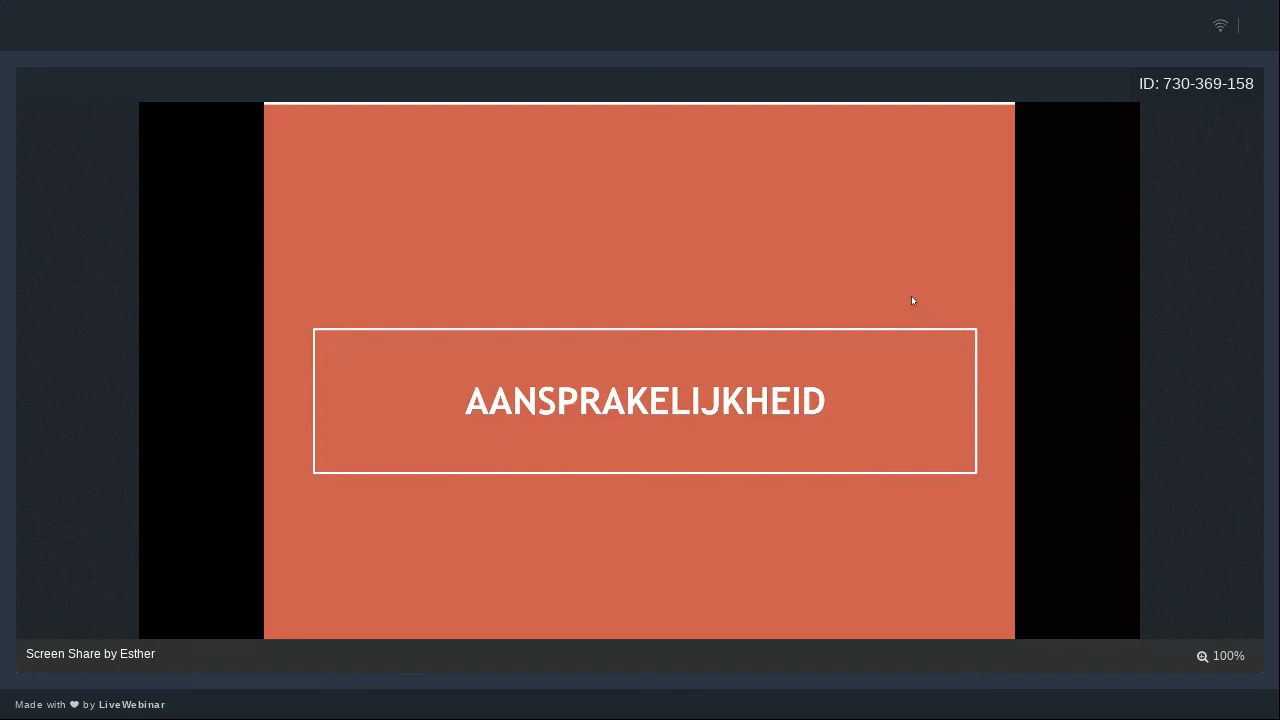 ID: 730-369-158
AANSPRAKELIJKHEID
Screen Share by Esther
100%
Made with ❤ by LiveWebinar